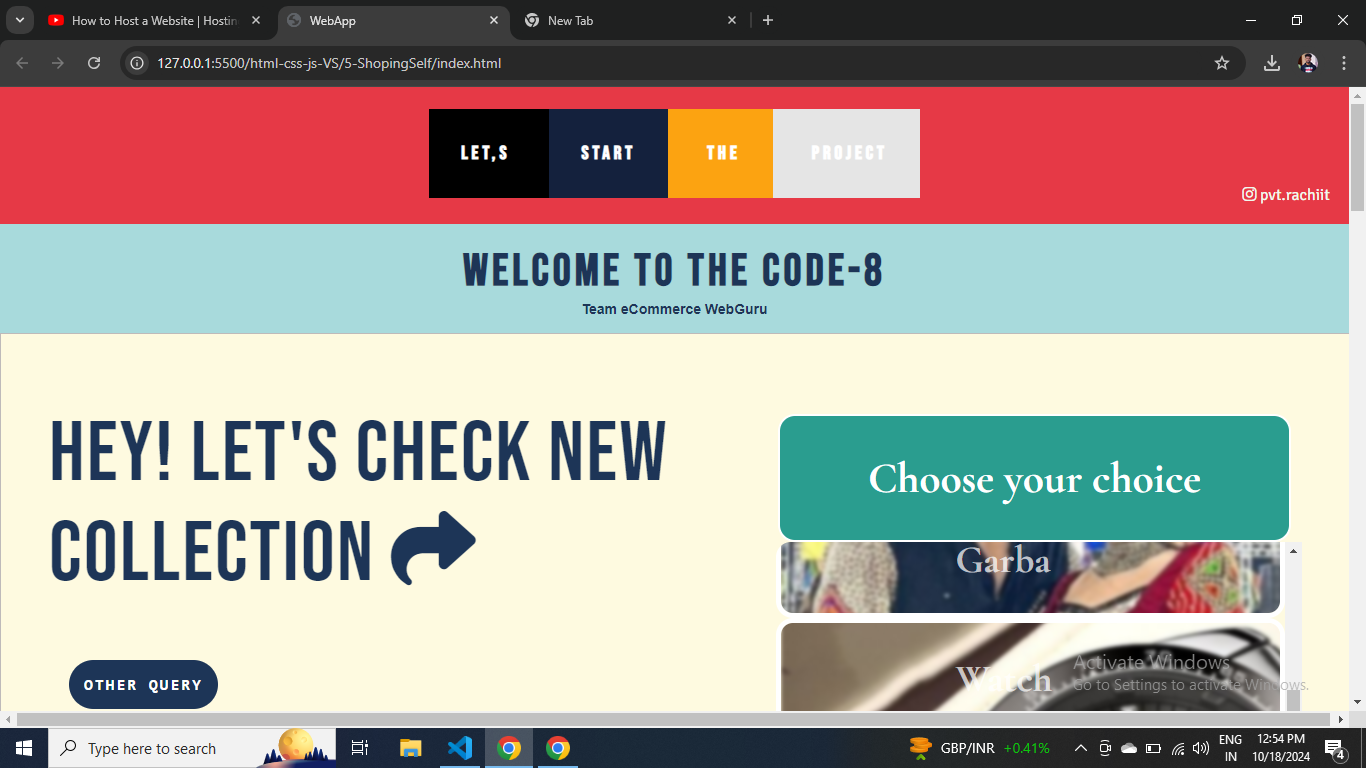 How to Host a Website | Hostin
WebApp
New Tab
127.0.0.1:5500/html-css-js-VS/5-ShopingSelf/index.html
LET,S START THE PROJECT
pvt.rachiit
WELCOME TO THE CODE-8
Team eCommerce WebGuru
HEY! LET'S CHECK NEW
COLLECTION
Choose your choice
Garba
Watch
OTHER QUERY
Activate Windows
Go to Settings to activate Windows.
Type here to search
GBP/INR +0.41%
ENG
IN
12:54 PM
10/18/2024
4